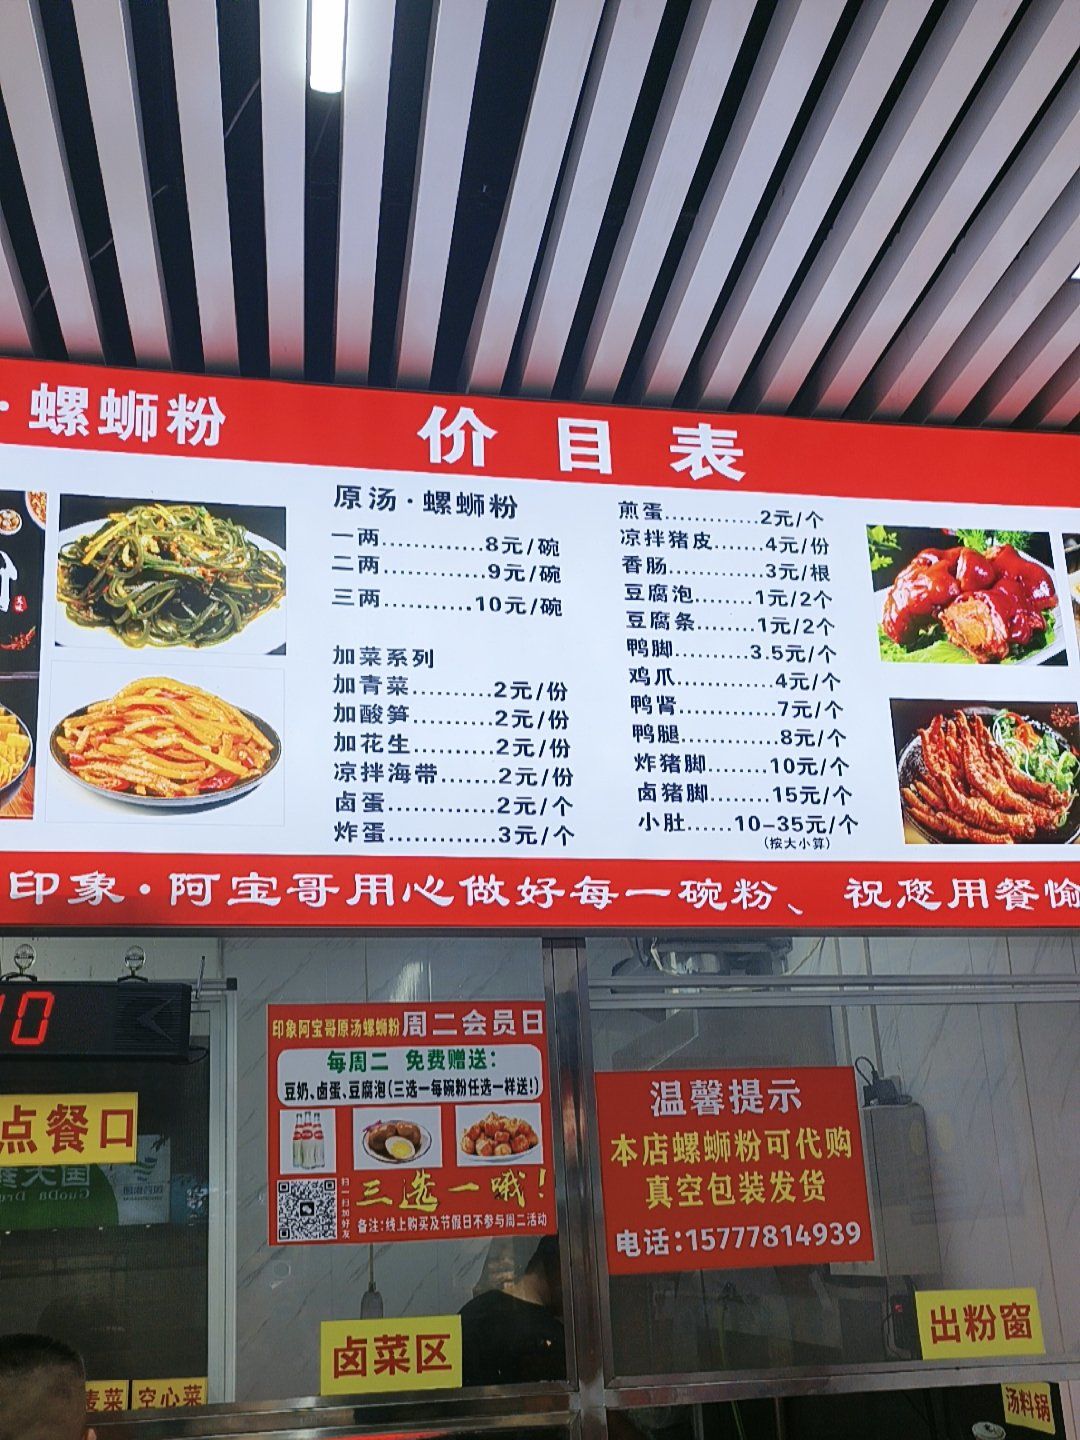 ·螺蛳粉
价目表
原汤·螺蛳粉
一两.............8元/碗
二两.............9元/碗
三两............10元/碗
加菜系列
加青菜..........2元/份
加酸笋..........2元/份
加花生..........2元/份
凉拌海带.......2元/份
卤蛋..............2元/个
炸蛋..............3元/个
煎蛋.............2元/个
凉拌猪皮.......4元/份
香肠.............3元/根
豆腐泡.........1元/2个
豆腐条.........1元/2个
鸭脚..........3.5元/个
鸡爪..............4元/个
鸭肾..............7元/个
鸭腿..............8元/个
炸猪脚.........10元/个
卤猪脚.........15元/个
小肚......10-35元/个
(按大小算)
印象·阿宝哥用心做好每一碗粉、祝您用餐愉
10
点餐口
印象阿宝哥原汤螺蛳粉周二会员日
每周二 免费赠送：
豆奶、卤蛋、豆腐泡(三选一每碗粉任选一样送!)
扫一扫加好友
三选一哦！
备注：线上购买及节假日不参与周二活动
温馨提示
本店螺蛳粉可代购
真空包装发货
电话：15777814939
卤菜区
出粉窗
麦菜
空心菜
汤料锅